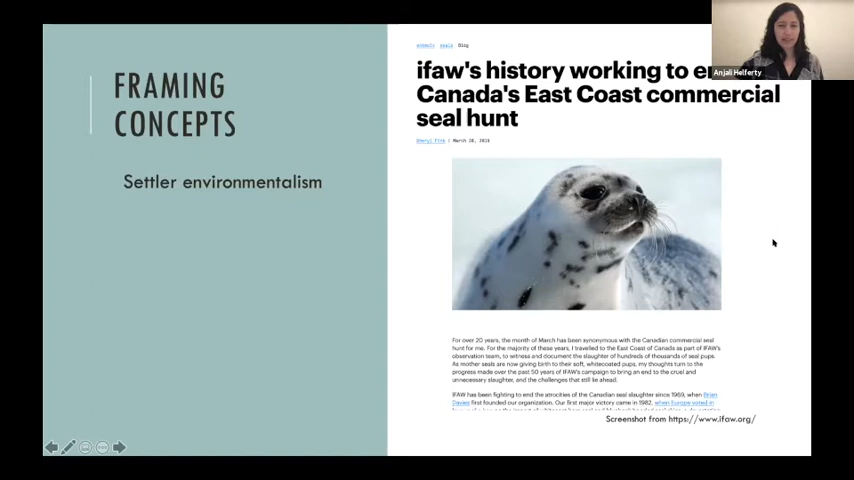 FRAMING
CONCEPTS
Settler environmentalism
animals seals Blog
ifaw's history working to
Canada's East Coast commercial
seal hunt
Sheryl Fink / March 28, 2019
For over 20 years, the month of March has been synonymous with the Canadian commercial seal
hunt for me. For the majority of these years, I travelled to the East Coast of Canada as part of IFAW's
observation team, to witness and document the slaughter of hundreds of thousands of seal pups.
As mother seals are now giving birth to their soft, whitecoated pups, my thoughts turn to the
progress made over the past 50 years of IFAW's campaign to bring an end to the cruel and
unnecessary slaughter, and the challenges that still lie ahead.
IFAW has been fighting to end the atrocities of the Canadian seal slaughter since 1969, when Brian
Davies first founded our organization. Our first major victory came in 1982, when Europe voted in
Screenshot from https://www.ifaw.org/
Anjali Helferty